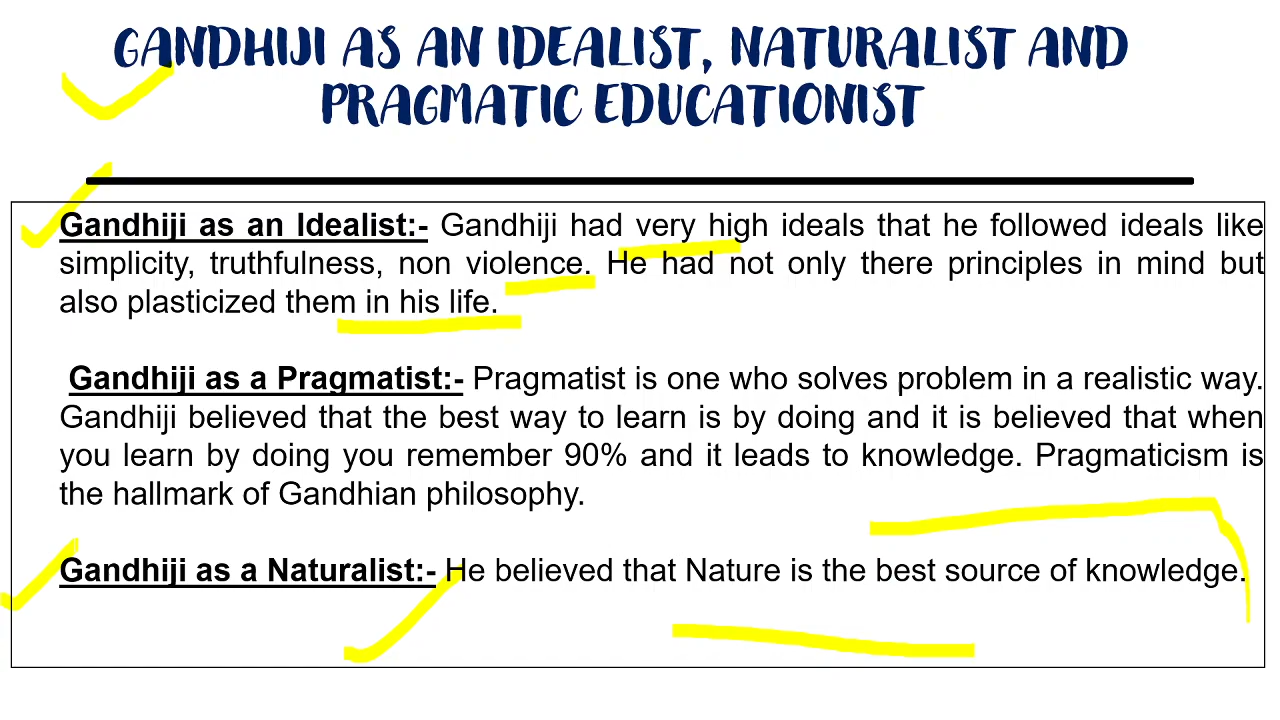 GANDHIJI AS AN IDEALIST, NATURALIST AND
PRAGMATIC EDUCATIONIST
Gandhiji as an Idealist:- Gandhiji had very high ideals that he followed ideals like
simplicity, truthfulness, non violence. He had not only there principles in mind but
also plasticized them in his life.
Gandhiji as a Pragmatist:- Pragmatist is one who solves problem in a realistic way.
Gandhiji believed that the best way to learn is by doing and it is believed that when
you learn by doing you remember 90% and it leads to knowledge. Pragmaticism is
the hallmark of Gandhian philosophy.
Gandhiji as a Naturalist:- He believed that Nature is the best source of knowledge.